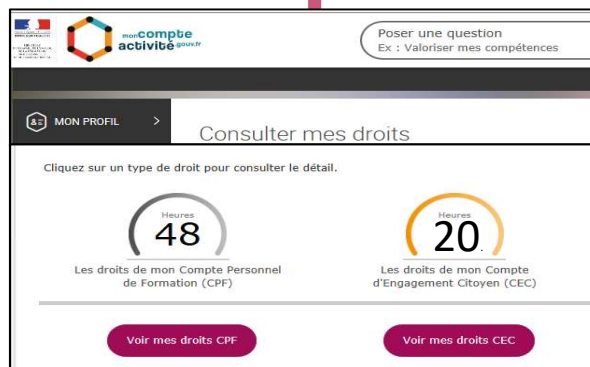 moncompte
activité.gouv.fr
Poser une question
Ex : Valoriser mes compétences
MON PROFIL >
Consulter mes droits
Cliquez sur un type de droit pour consulter le détail.
Heures
48
Les droits de mon Compte Personnel
de Formation (CPF)
Heures
20.
Les droits de mon Compte
d'Engagement Citoyen (CEC)
Voir mes droits CPF
Voir mes droits CEC